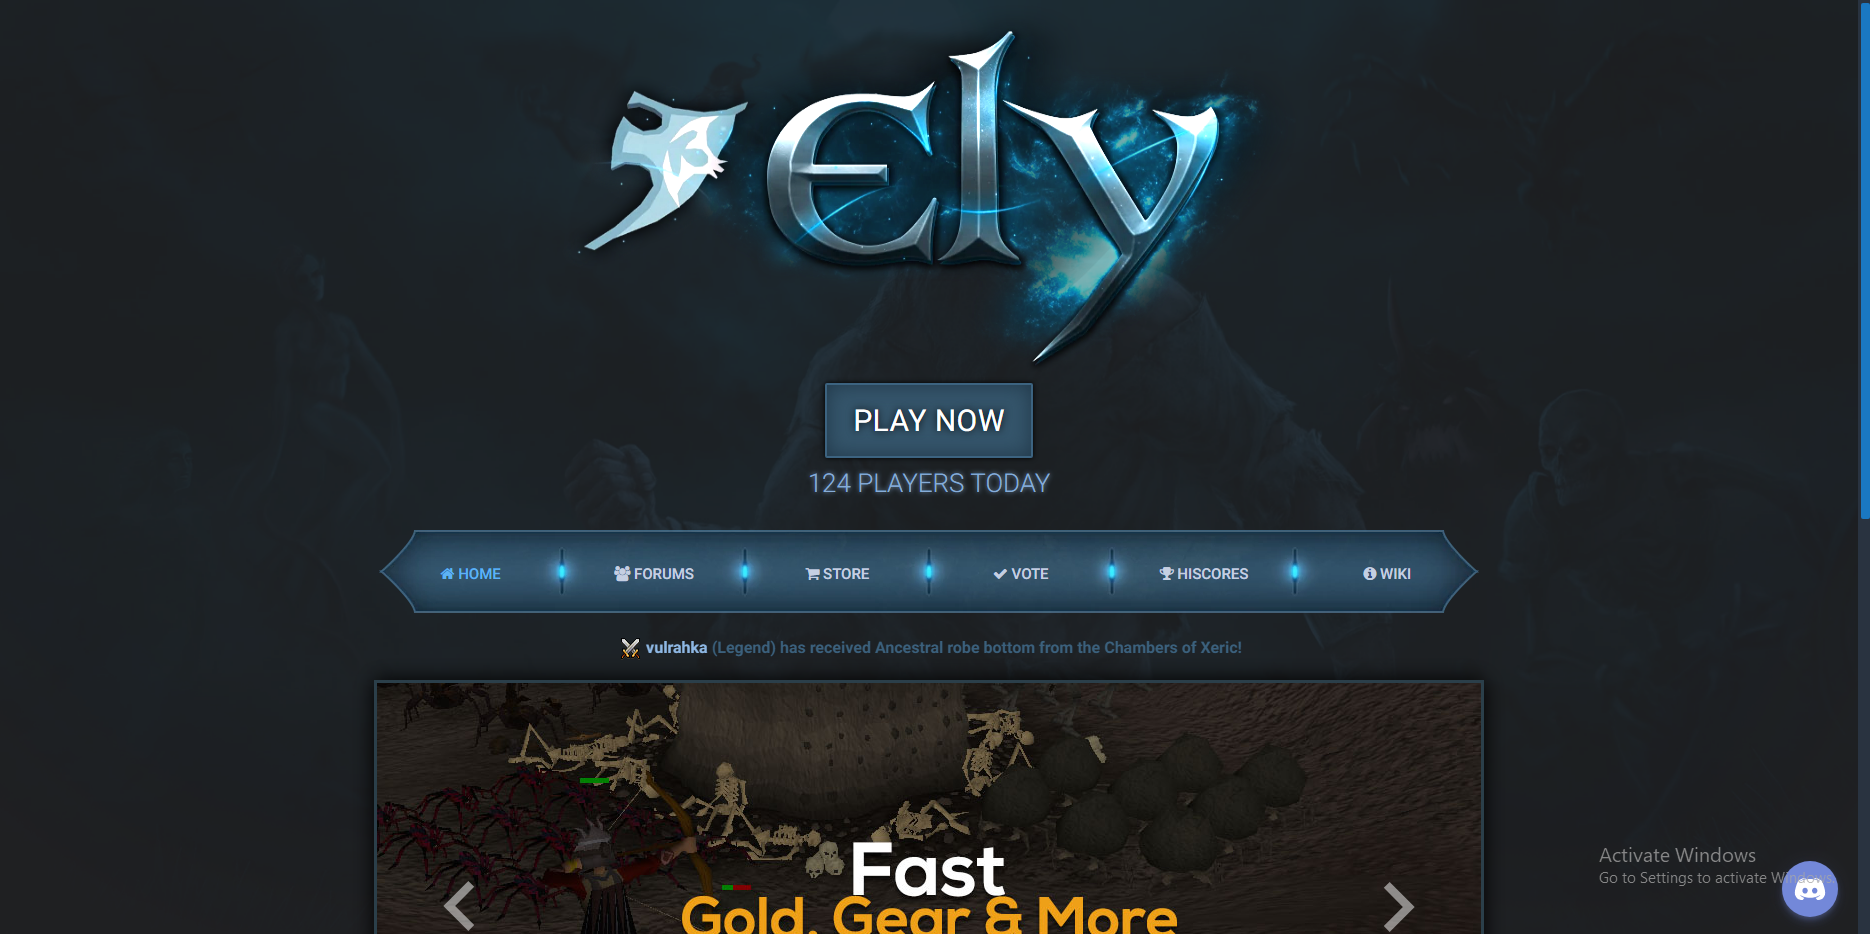 Ely
PLAY NOW
124 PLAYERS TODAY
HOME
FORUMS
STORE
VOTE
HISCORES
WIKI
vulrahka (Legend) has received Ancestral robe bottom from the Chambers of Xeric!
Fast
Gold, Gear & More
Activate Windows
Go to Settings to activate Windows.